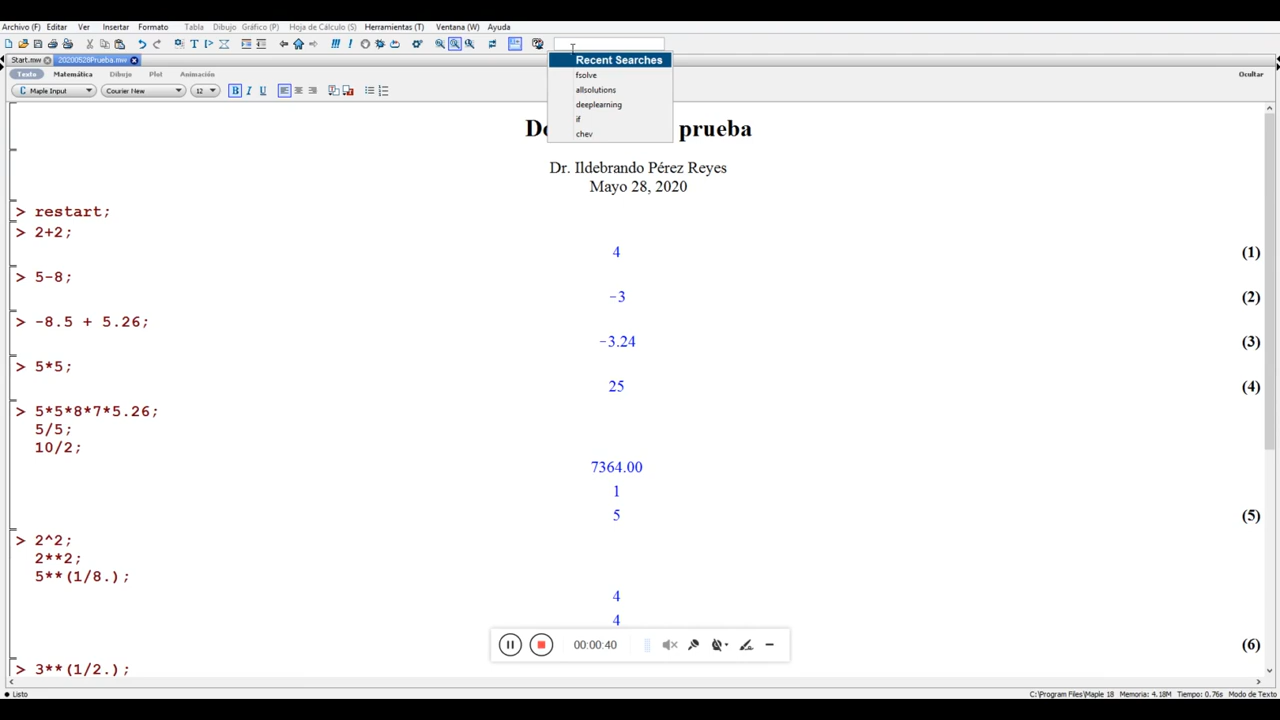 Archivo (F) Editar Ver Insertar Formato Tabla Dibujo Gráfico (P) Hoja de Cálculo (S) Herramientas (T) Ventana (W) Ayuda
Start.mw 20200528Prueba.mw
Recent Searches
Texto Matemática Dibujo Plot Animación Ocultar
fsolve
Maple Input Courier New 12 B I U
allsolutions
deeplearning
if
chev
Do prueba
Dr. Ildebrando Pérez Reyes
Mayo 28, 2020
> restart;
> 2+2;
4 (1)
> 5-8;
-3 (2)
> -8.5 + 5.26;
-3.24 (3)
> 5*5;
25 (4)
> 5*5*8*7*5.26;
5/5;
10/2;
7364.00
1
5 (5)
> 2^2;
2**2;
5**(1/8.);
4
4
(6)
00:00:40
> 3**(1/2.);
Listo C:\Program Files\Maple 18 Memoria: 4.18M Tiempo: 0.76s Modo de Texto